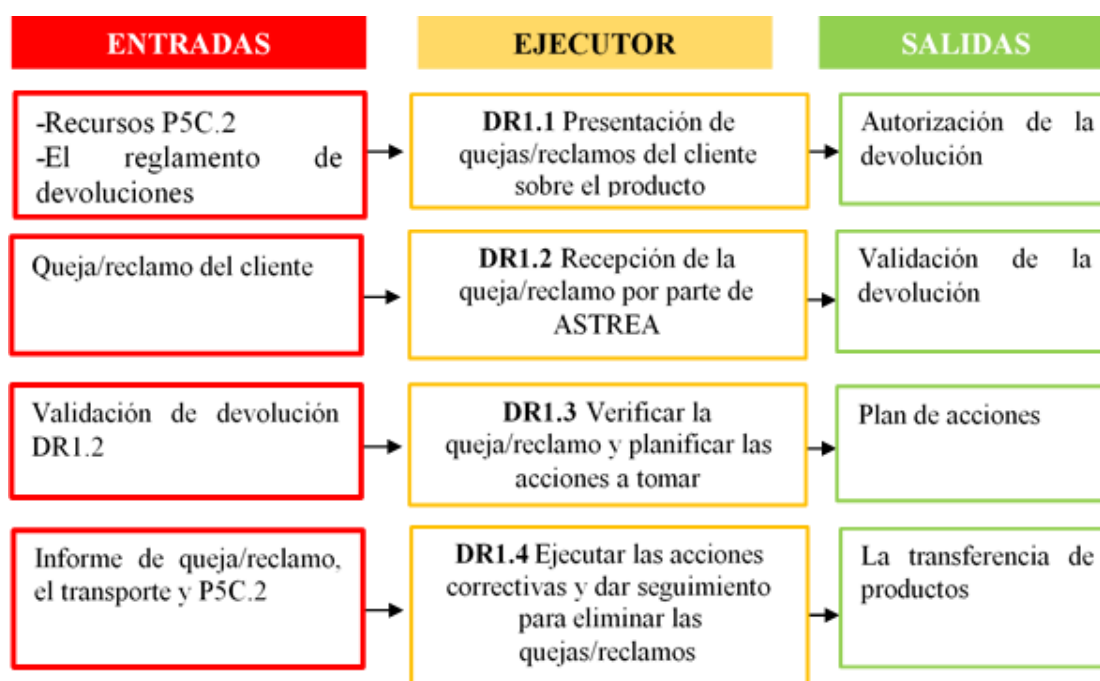 ENTRADAS
EJECUTOR
SALIDAS
-Recursos P5C.2
-El reglamento de
devoluciones
DR1.1 Presentación de
quejas/reclamos del cliente
sobre el producto
Autorización de la
devolución
Queja/reclamo del cliente
DR1.2 Recepción de la
queja/reclamo por parte de
ASTREA
Validación de la
devolución
Validación de devolución
DR1.2
DR1.3 Verificar la
queja/reclamo y planificar las
acciones a tomar
Plan de acciones
Informe de queja/reclamo,
el transporte y P5C.2
DR1.4 Ejecutar las acciones
correctivas y dar seguimiento
para eliminar las
quejas/reclamos
La transferencia de
productos